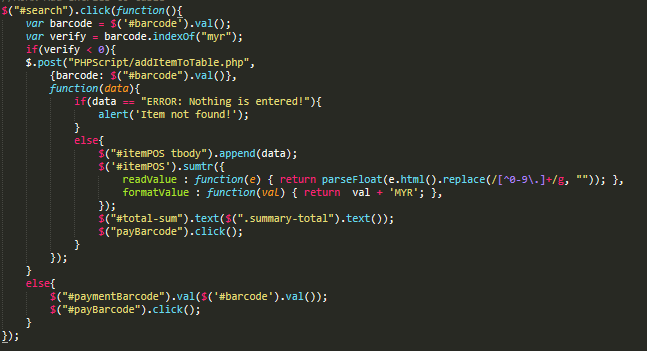 $("#search").click(function(){
    var barcode = $('#barcode').val();
    var verify = barcode.indexOf("myr");
    if(verify < 0){
    $.post("PHPScript/addItemToTable.php",
        {barcode: $("#barcode").val()},
        function(data){
            if(data == "ERROR: Nothing is entered!"){
                alert('Item not found!');
            }
            else{
                $("#itemPOS tbody").append(data);
                $('#itemPOS').sumtr({
                    readValue : function(e) { return parseFloat(e.html().replace(/[^0-9\.]+/g, "")); },
                    formatValue : function(val) { return  val + 'MYR'; },
                });
                $("#total-sum").text($(".summary-total").text());
                $("payBarcode").click();
            }
        });
    }
    else{
        $("#paymentBarcode").val($('#barcode').val());
        $("#payBarcode").click();
    }
});